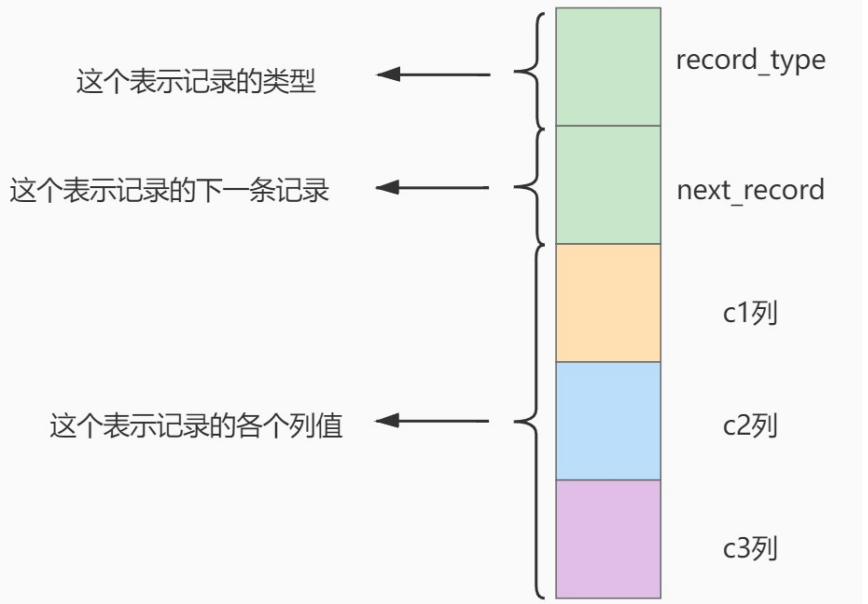 这个表示记录的类型
record_type
这个表示记录的下一条记录
next_record
c1列
这个表示记录的各个列值
c2列
c3列